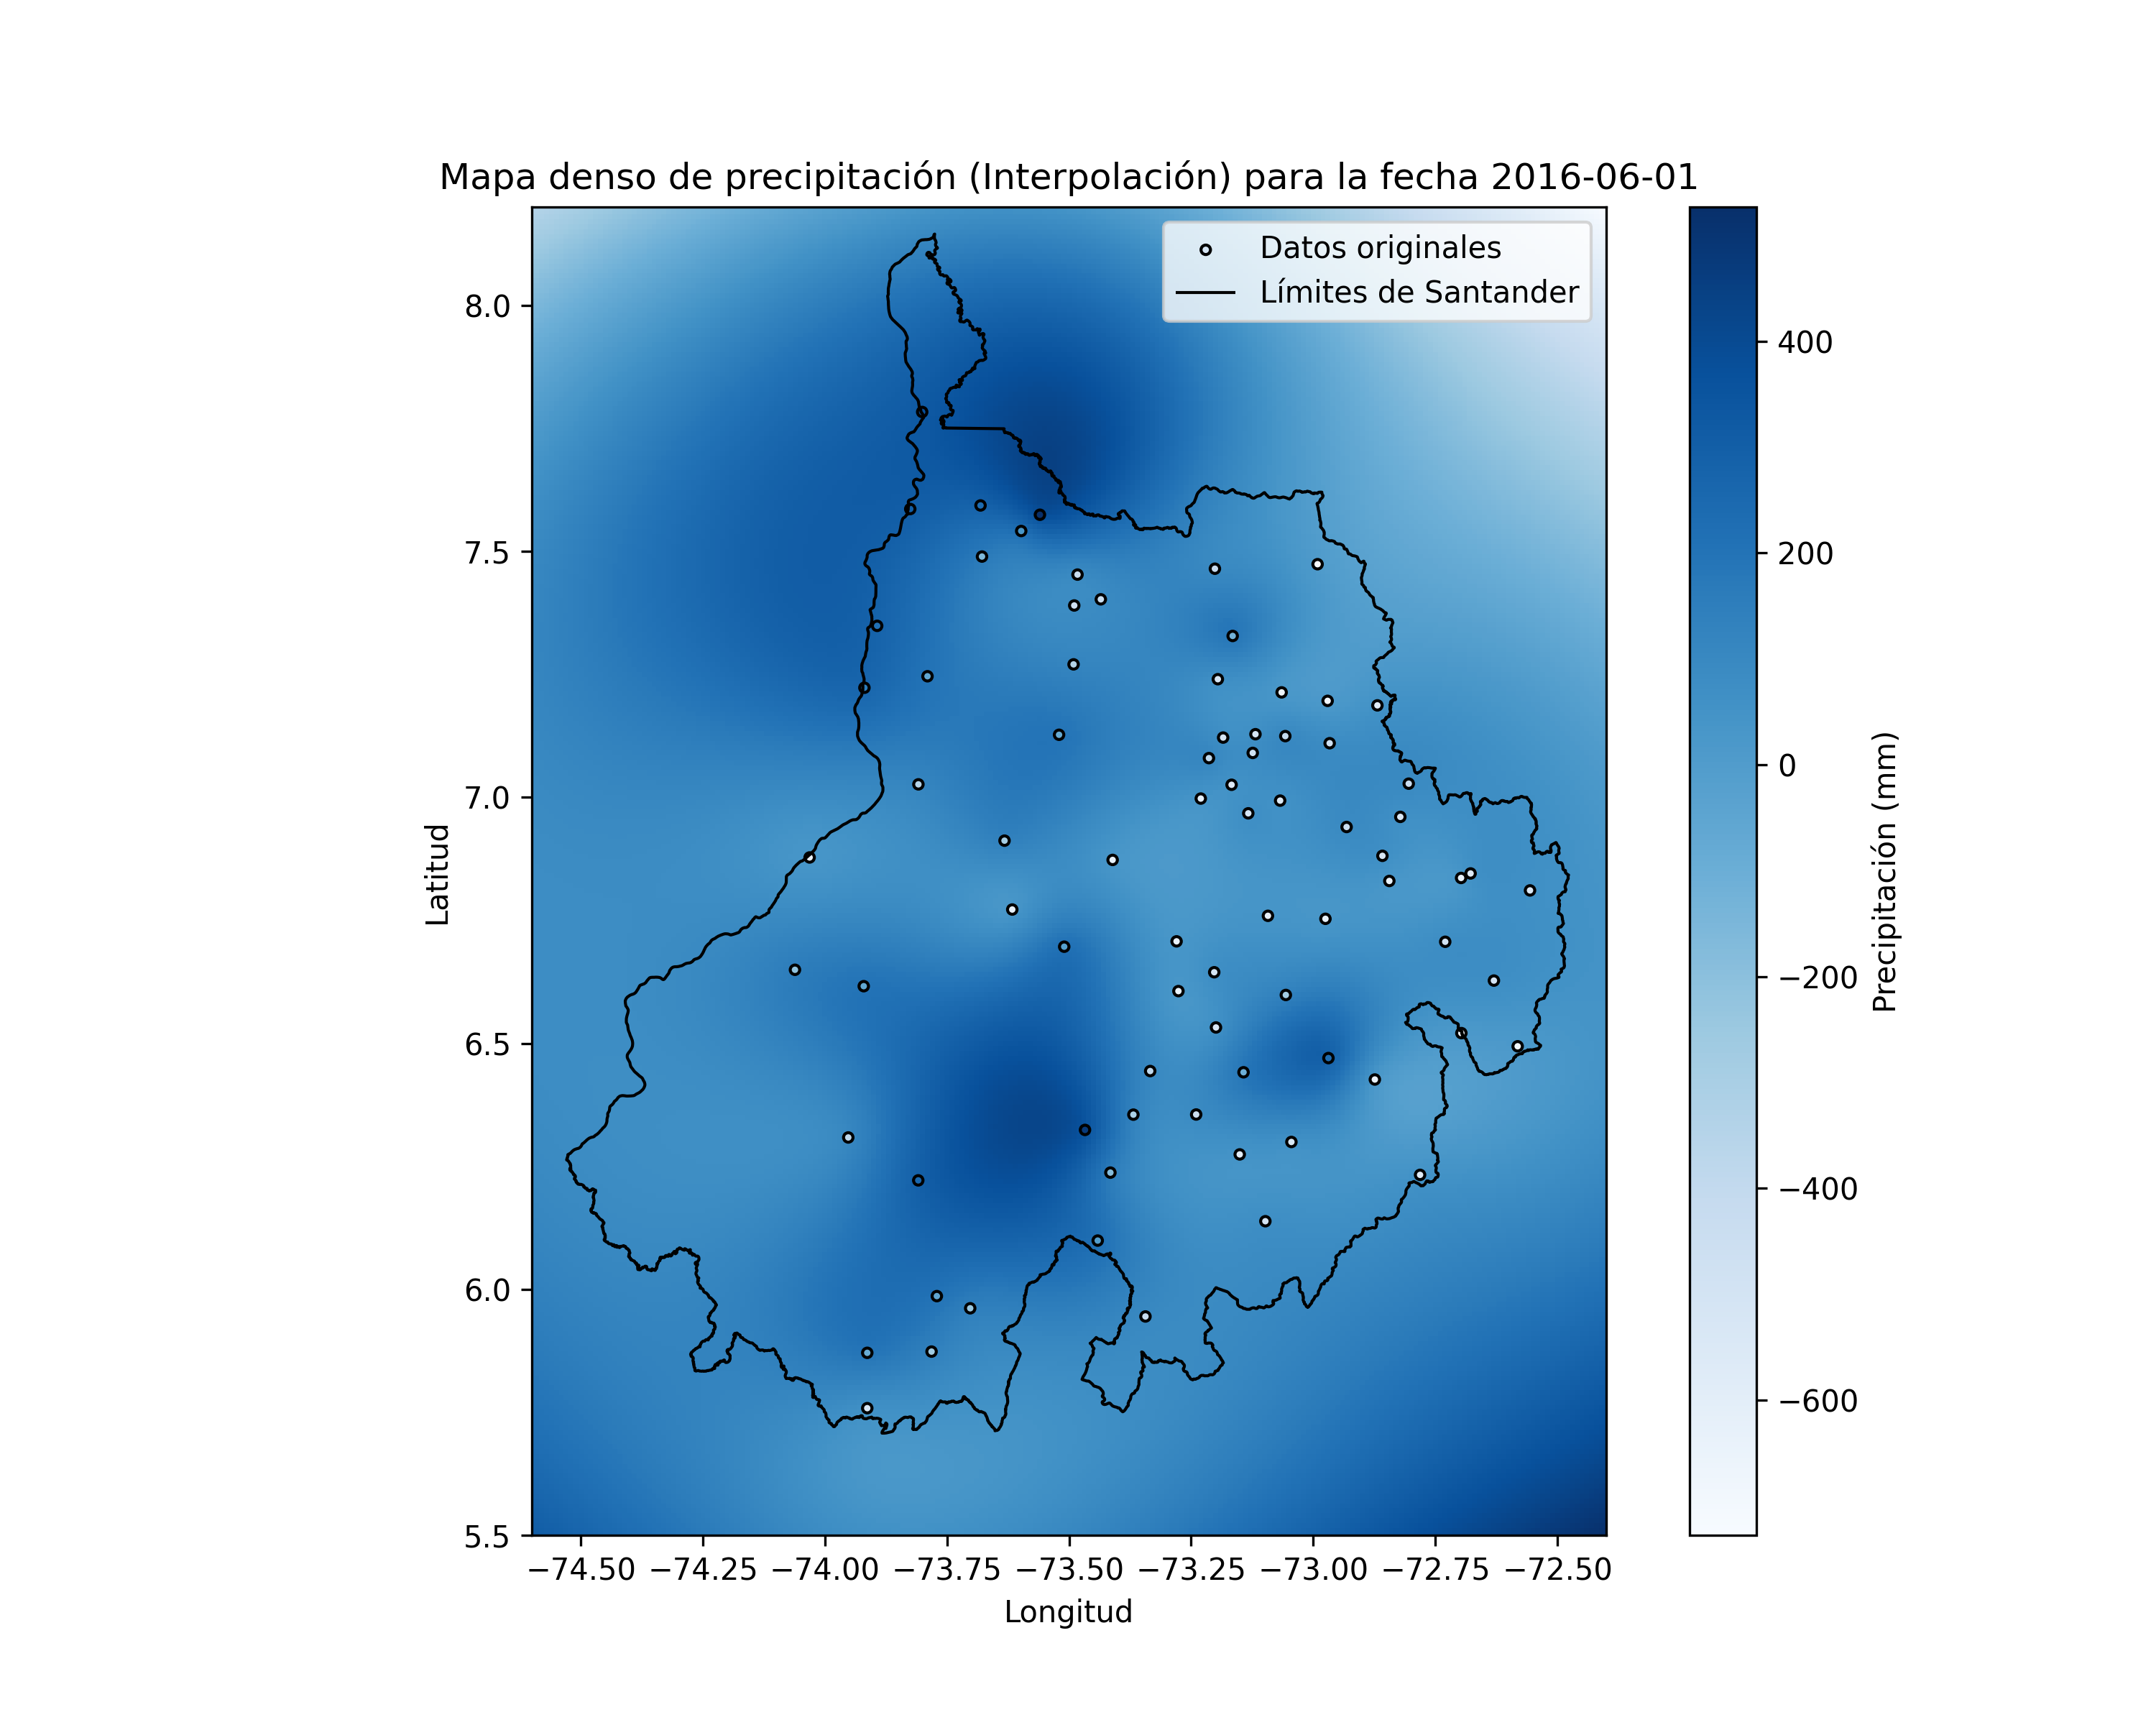 Mapa denso de precipitación (Interpolación) para la fecha 2016-06-01
Datos originales
Límites de Santander
8.0
7.5
7.0
6.5
6.0
5.5
Latitud
−74.50 −74.25 −74.00 −73.75 −73.50 −73.25 −73.00 −72.75 −72.50
Longitud
400
200
0
−200
−400
−600
Precipitación (mm)